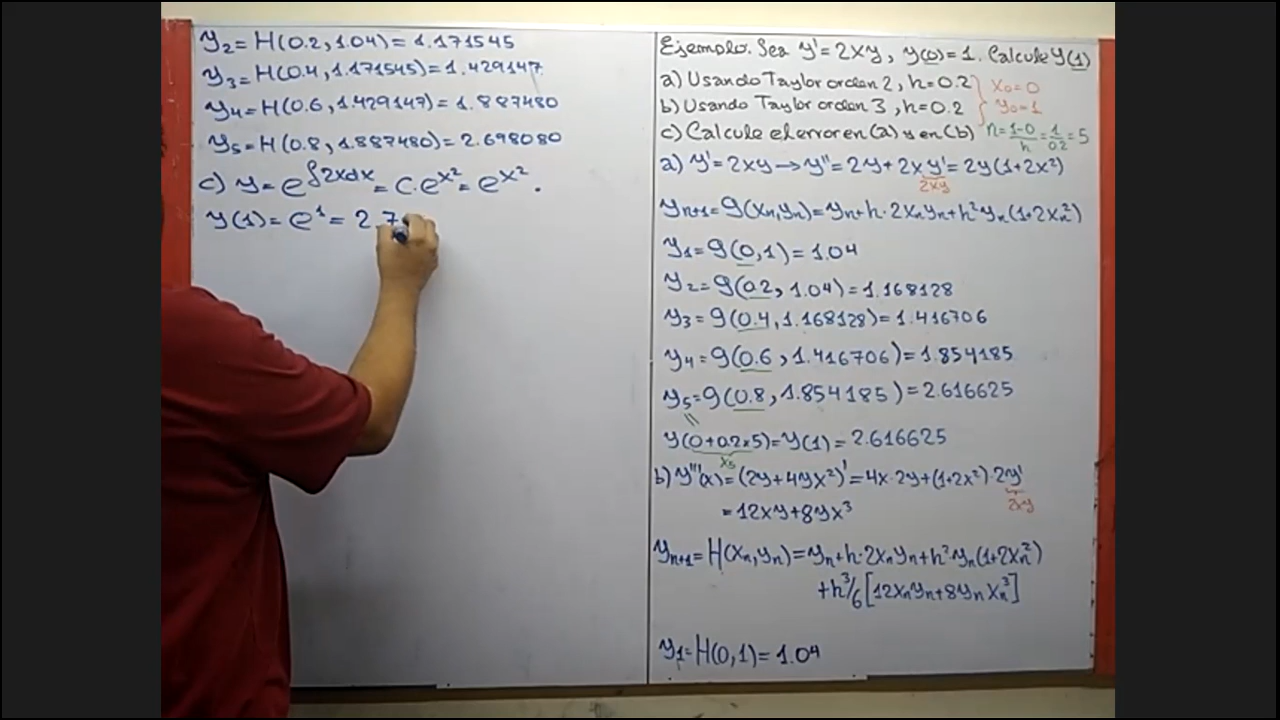 Ejemplo. Sea y' = 2xy, y(0)=1. Calcule y(1)
a) Usando Taylor orden 2, h=0.2
b) Usando Taylor orden 3, h=0.2
x₀=0
y₀=1
c) Calcule el error en (a) y en (b)
n=(1-0)/h=1/0.2=5
a) y'=2xy → y''=2y+2xy'=2y(1+2x²)
2xy
yₙ₊₁=g(xₙ,yₙ)=yₙ+h·2xₙyₙ+h²yₙ(1+2xₙ²)
y₁=g(0,1)=1.04
y₂=g(0.2,1.04)=1.168128
y₃=g(0.4,1.168128)=1.416706
y₄=g(0.6,1.416706)=1.854185
y₅=g(0.8,1.854185)=2.616625
y(0+0.2×5)=y(1)=2.616625
x₅
b) y'''(x)=(2y+4yx²)'=4x·2y+(1+2x²)·2y'
2xy
=12xy+8yx³
yₙ₊₁=H(xₙ,yₙ)=yₙ+h·2xₙyₙ+h²·yₙ(1+2xₙ²)
+h³/6[12xₙyₙ+8yₙxₙ³]
y₁=H(0,1)=1.04
y₂=H(0.2,1.04)=1.171545
y₃=H(0.4,1.171545)=1.429147
y₄=H(0.6,1.429147)=1.887480
y₅=H(0.8,1.887480)=2.698080
c) y=e^∫2xdx=c·e^x²=e^x².
y(1)=e¹=2.7